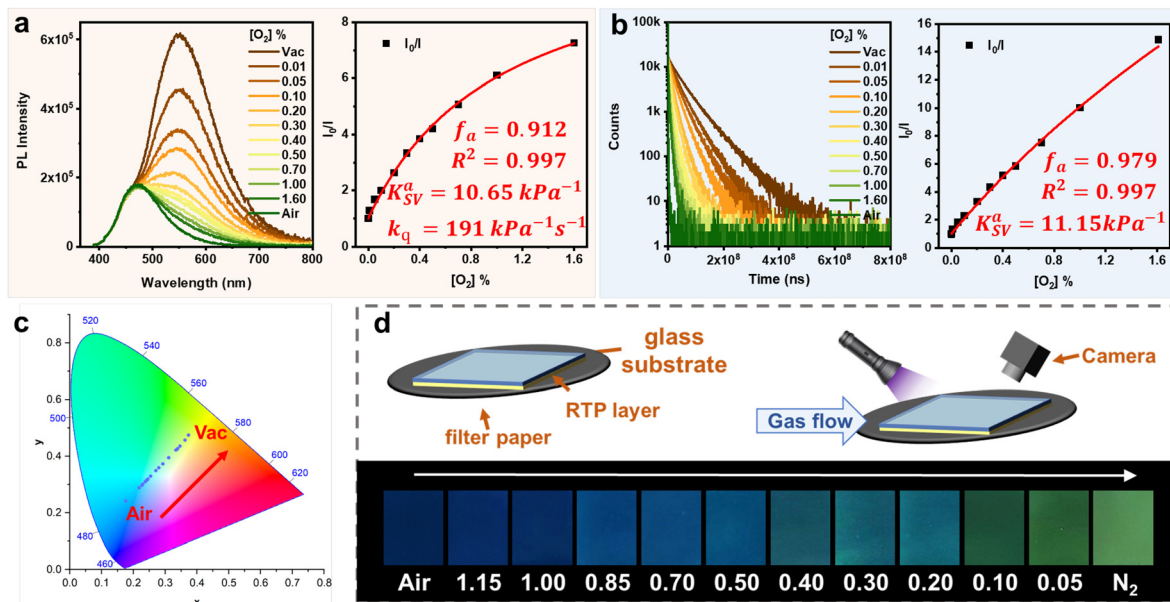 a
[O₂] %
Vac
0.01
0.05
0.10
0.20
0.30
0.40
0.50
0.70
1.00
1.60
Air
6x10⁵
4x10⁵
2x10⁵
0
PL Intensity
400 500 600 700 800
Wavelength (nm)
I₀/I
8
6
4
2
0
I₀/I
fₐ = 0.912
R² = 0.997
Kᵃ_SV = 10.65 kPa⁻¹
k_q = 191 kPa⁻¹s⁻¹
0.0 0.4 0.8 1.2 1.6
[O₂] %
b
[O₂] %
Vac
0.01
0.05
0.10
0.20
0.30
0.40
0.50
0.70
1.00
1.60
Air
100k
10k
1k
100
10
1
Counts
0 2x10⁸ 4x10⁸ 6x10⁸ 8x10⁸
Time (ns)
I₀/I
16
14
12
10
8
6
4
2
0
I₀/I
fₐ = 0.979
R² = 0.997
Kᵃ_SV = 11.15kPa⁻¹
0.0 0.4 0.8 1.2 1.6
[O₂] %
c
0.8
0.6
0.4
0.2
0.0
y
520
540
560
500
580
600
620
480
460
Vac
Air
0.0 0.1 0.2 0.3 0.4 0.5 0.6 0.7 0.8
d
glass
substrate
RTP layer
filter paper
Camera
Gas flow
Air 1.15 1.00 0.85 0.70 0.50 0.40 0.30 0.20 0.10 0.05 N₂